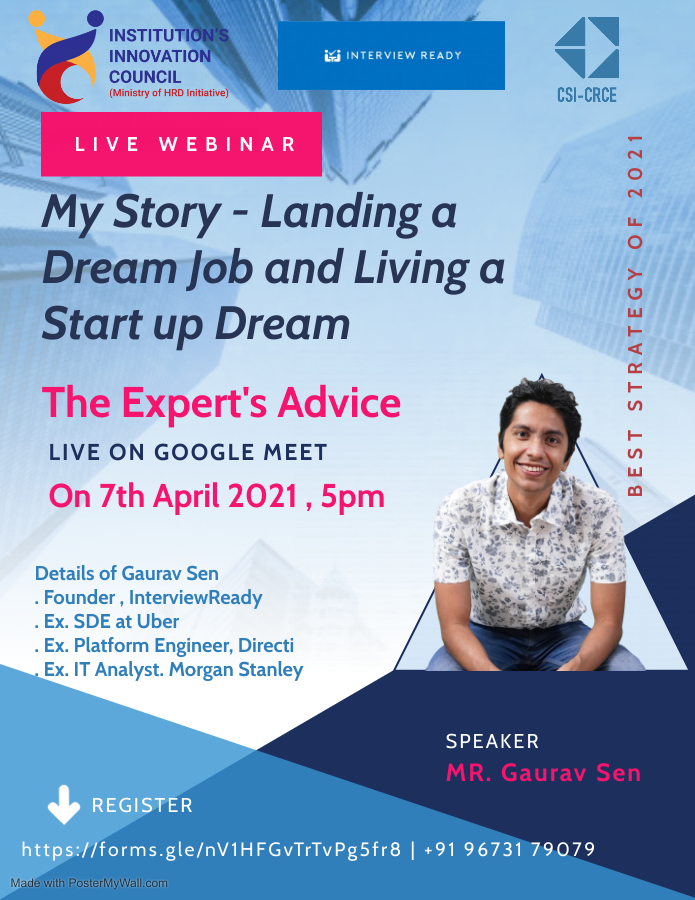 INSTITUTION'S
INNOVATION
COUNCIL
(Ministry of HRD Initiative)
INTERVIEW READY
CSI-CRCE
LIVE WEBINAR
BEST STRATEGY OF 2021
My Story - Landing a
Dream Job and Living a
Start up Dream
The Expert's Advice
LIVE ON GOOGLE MEET
On 7th April 2021 , 5pm
Details of Gaurav Sen
. Founder , InterviewReady
. Ex. SDE at Uber
. Ex. Platform Engineer, Directi
. Ex. IT Analyst. Morgan Stanley
SPEAKER
MR. Gaurav Sen
REGISTER
https://forms.gle/nV1HFGvTrTvPg5fr8 | +91 96731 79079
Made with PosterMyWall.com